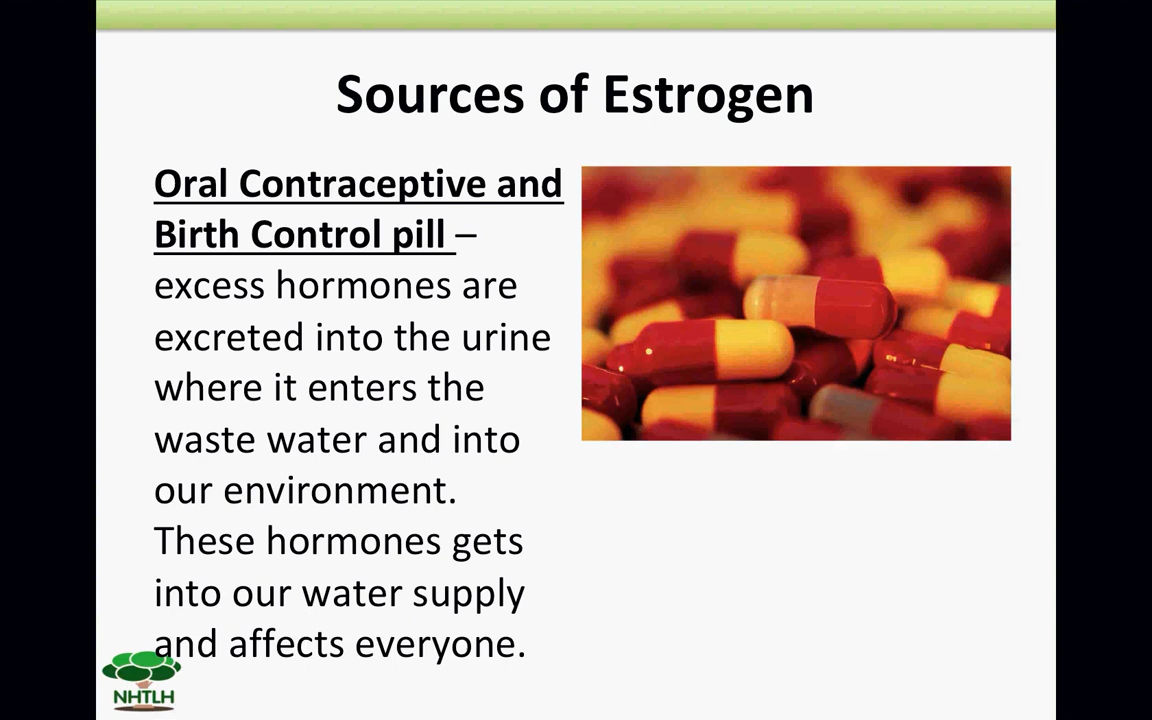 Sources of Estrogen
Oral Contraceptive and
Birth Control pill –
excess hormones are
excreted into the urine
where it enters the
waste water and into
our environment.
These hormones gets
into our water supply
and affects everyone.
NHTLH